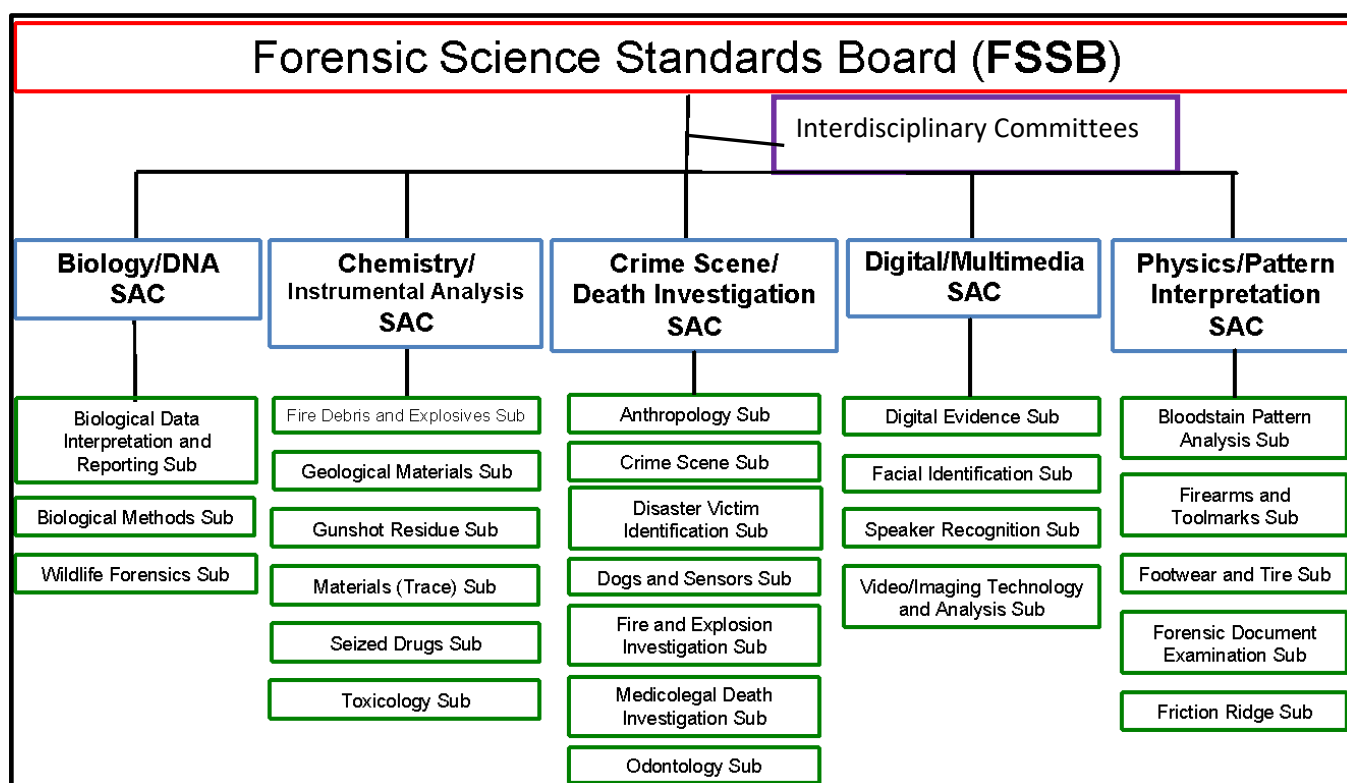 Forensic Science Standards Board (FSSB)
Interdisciplinary Committees
Biology/DNA
SAC
Chemistry/
Instrumental Analysis
SAC
Crime Scene/
Death Investigation
SAC
Digital/Multimedia
SAC
Physics/Pattern
Interpretation
SAC
Biological Data
Interpretation and
Reporting Sub
Biological Methods Sub
Wildlife Forensics Sub
Fire Debris and Explosives Sub
Geological Materials Sub
Gunshot Residue Sub
Materials (Trace) Sub
Seized Drugs Sub
Toxicology Sub
Anthropology Sub
Crime Scene Sub
Disaster Victim
Identification Sub
Dogs and Sensors Sub
Fire and Explosion
Investigation Sub
Medicolegal Death
Investigation Sub
Odontology Sub
Digital Evidence Sub
Facial Identification Sub
Speaker Recognition Sub
Video/Imaging Technology
and Analysis Sub
Bloodstain Pattern
Analysis Sub
Firearms and
Toolmarks Sub
Footwear and Tire Sub
Forensic Document
Examination Sub
Friction Ridge Sub